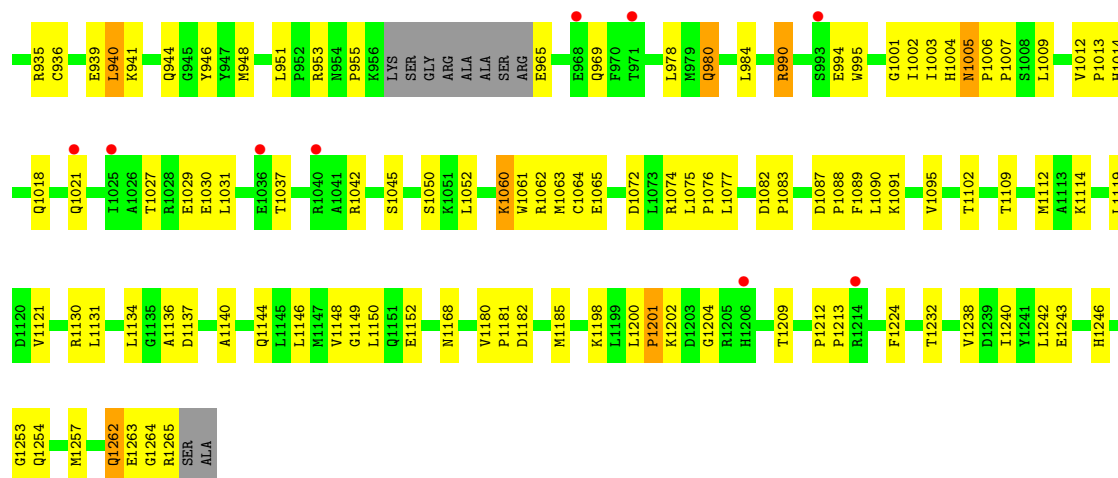 R935 C936 E939 L940 K941 Q944 G945 Y946 Y947 M948 L951 P952 R953 N954 P955 K956 LYS SER GLY ARG ALA ALA SER ARG E965 E968 Q969 F970 T971 L978 M979 Q980 L984 R990 S993 E994 W995 G1001 I1002 I1003 H1004 N1005 P1006 P1007 S1008 L1009 V1012 P1013 H1014
Q1018 Q1021 I1025 A1026 T1027 R1028 E1029 E1030 L1031 E1036 T1037 R1040 A1041 R1042 S1045 S1050 K1051 L1052 K1060 W1061 R1062 M1063 C1064 E1065 D1072 L1073 R1074 L1075 P1076 L1077 D1082 P1083 D1087 P1088 F1089 L1090 K1091 V1095 T1102 T1109 M1112 A1113 K1114 L1119
D1120 V1121 R1130 L1131 L1134 G1135 A1136 D1137 A1140 Q1144 L1145 L1146 M1147 V1148 G1149 L1150 Q1151 E1152 N1168 V1180 P1181 D1182 M1185 K1198 L1199 L1200 P1201 K1202 D1203 G1204 R1205 H1206 T1209 P1212 P1213 R1214 F1224 T1232 V1238 D1239 I1240 Y1241 L1242 E1243 H1246
G1253 Q1254 M1257 Q1262 E1263 G1264 R1265 SER ALA